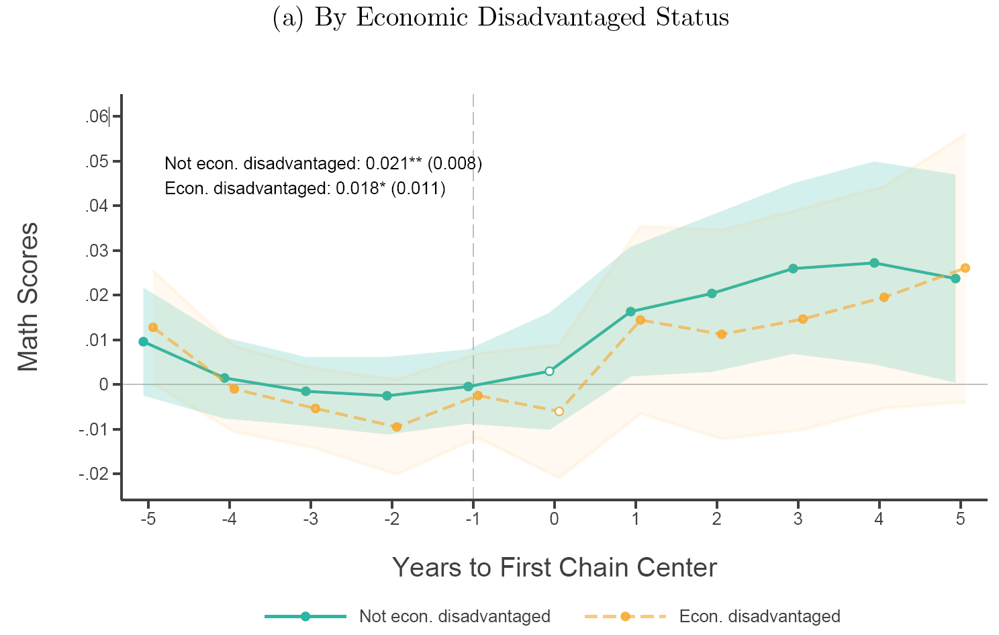 (a) By Economic Disadvantaged Status
.06
.05
.04
.03
.02
.01
0
-.01
-.02
Math Scores
Not econ. disadvantaged: 0.021** (0.008)
Econ. disadvantaged: 0.018* (0.011)
-5 -4 -3 -2 -1 0 1 2 3 4 5
Years to First Chain Center
Not econ. disadvantaged Econ. disadvantaged